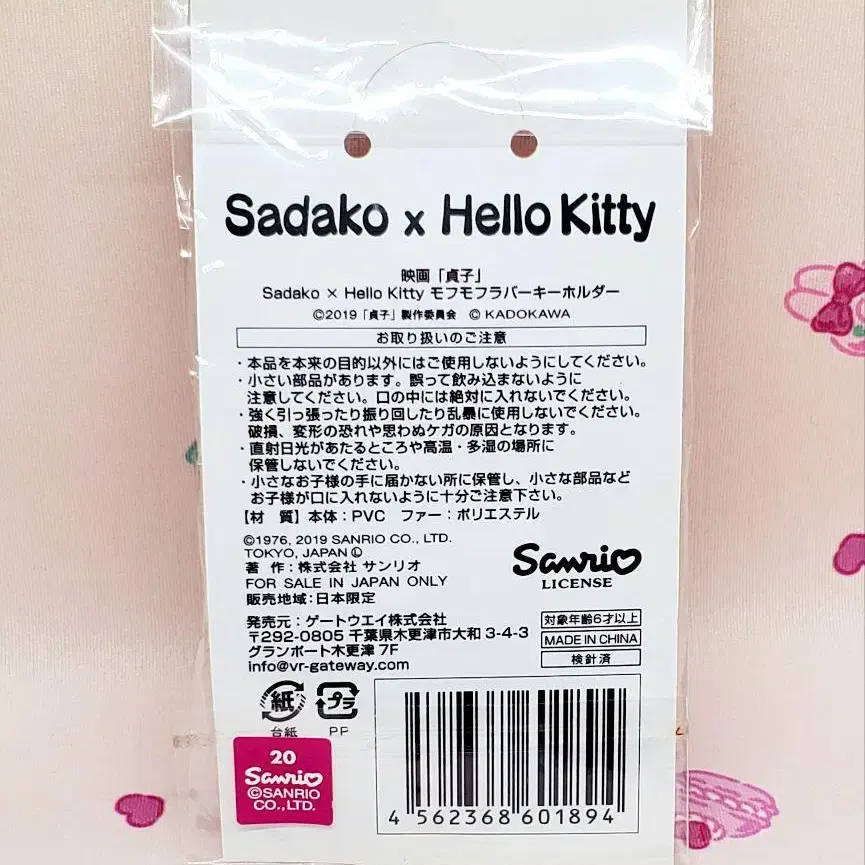 Sadako x Hello Kitty
映画「貞子」
Sadako × Hello Kitty モフモフラバーキーホルダー
©2019「貞子」製作委員会 © KADOKAWA
お取り扱いのご注意
・本品を本来の目的以外にはご使用しないようにしてください。
・小さい部品があります。誤って飲み込まないように
注意してください。口の中には絶対に入れないでください。
・強く引っ張ったり振り回したり乱暴に使用しないでください。
破損、変形の恐れや思わぬケガの原因となります。
・直射日光があたるところや高温・多湿の場所に
保管しないでください。
・小さなお子様の手に届かない所に保管し、小さな部品など
お子様が口に入れないように十分ご注意下さい。
【材 質】本体：PVC ファー：ポリエステル
©1976, 2019 SANRIO CO., LTD.
TOKYO, JAPAN Ⓛ
著 作：株式会社 サンリオ
FOR SALE IN JAPAN ONLY
販売地域：日本限定
Sanrio
LICENSE
発売元：ゲートウエイ株式会社
〒292-0805 千葉県木更津市大和 3-4-3
グランポート木更津 7F
info@vr-gateway.com
対象年齢6才以上
MADE IN CHINA
検針済
紙
台紙
プラ
PP
20
Sanrio
©SANRIO
CO.,LTD.
4 562368 601894